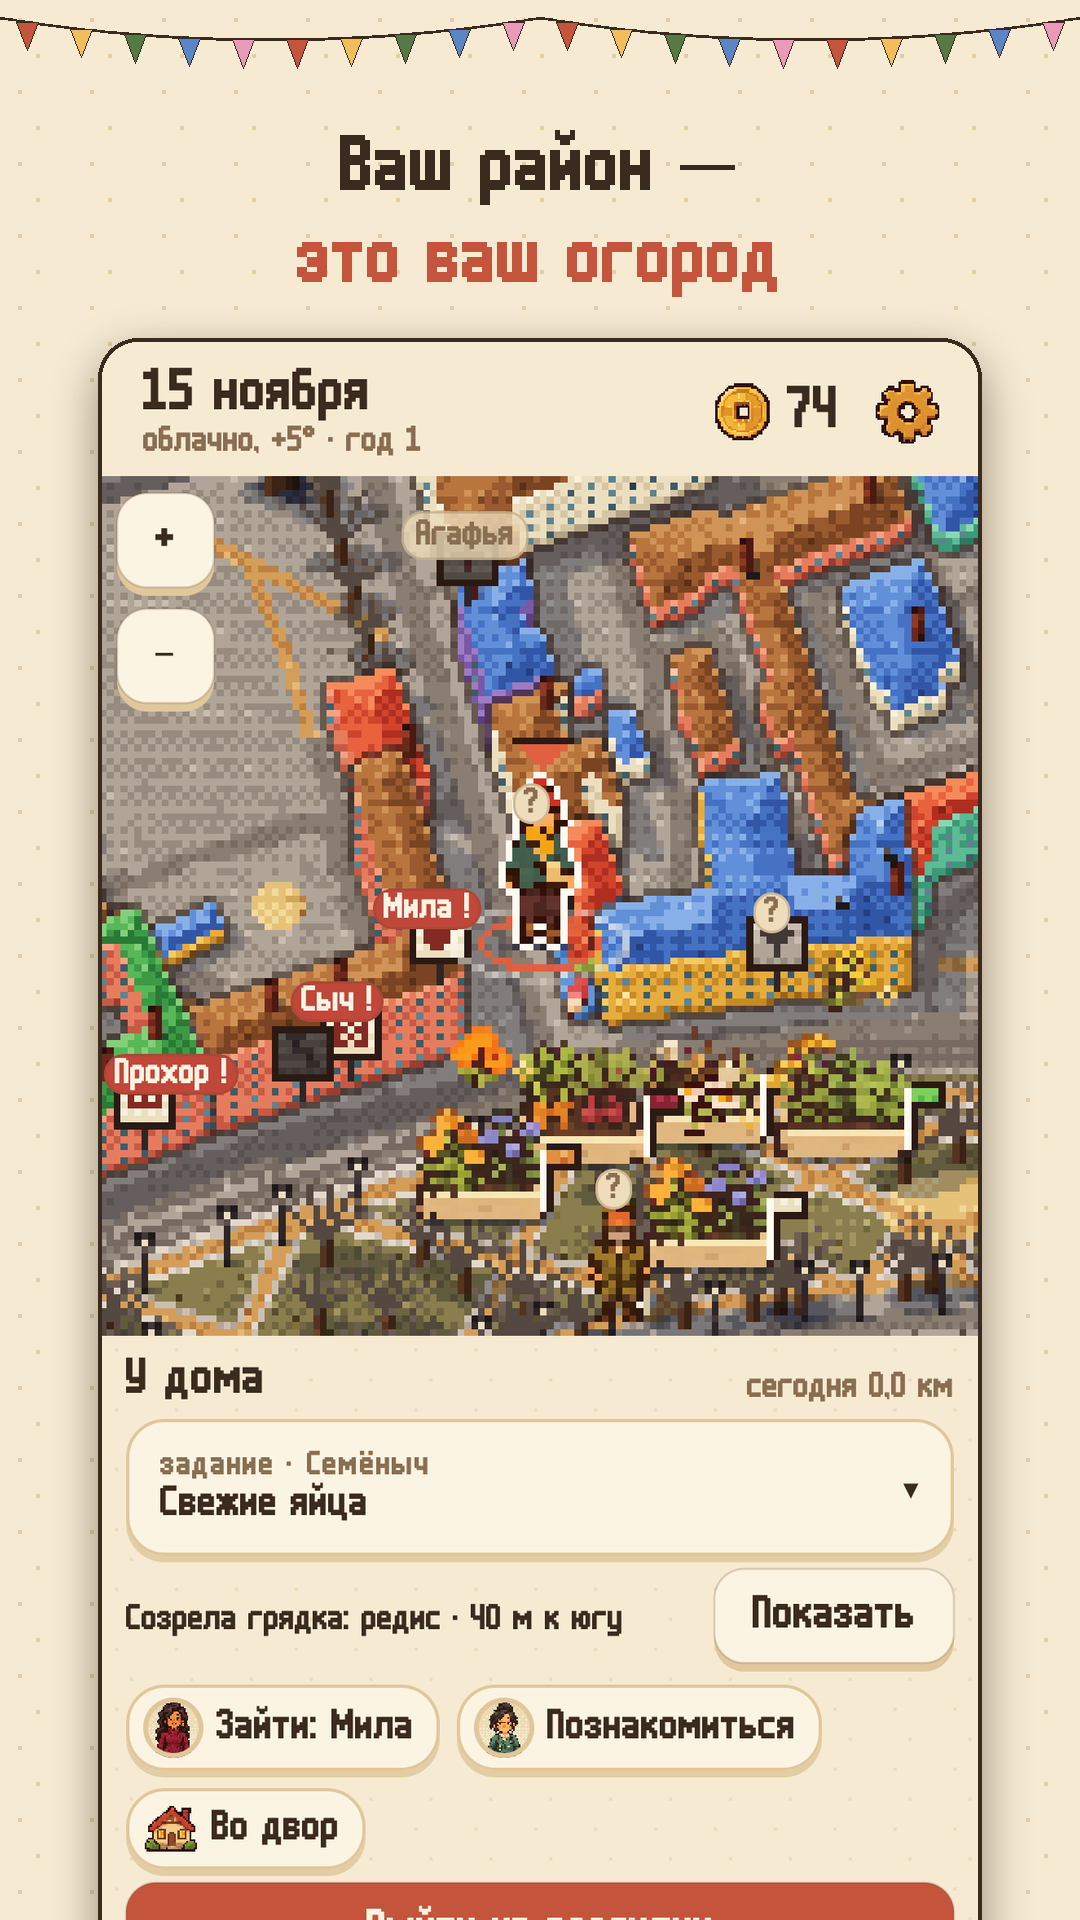 Ваш район —
это ваш огород
15 ноября
облачно, +5° · год 1
74
+
−
Агафья
?
Мила !
?
Сыч !
Прохор !
?
У дома
сегодня 0,0 км
задание · Семёныч
Свежие яйца
▼
Созрела грядка: редис · 40 м к югу
Показать
Зайти: Мила
Познакомиться
Во двор